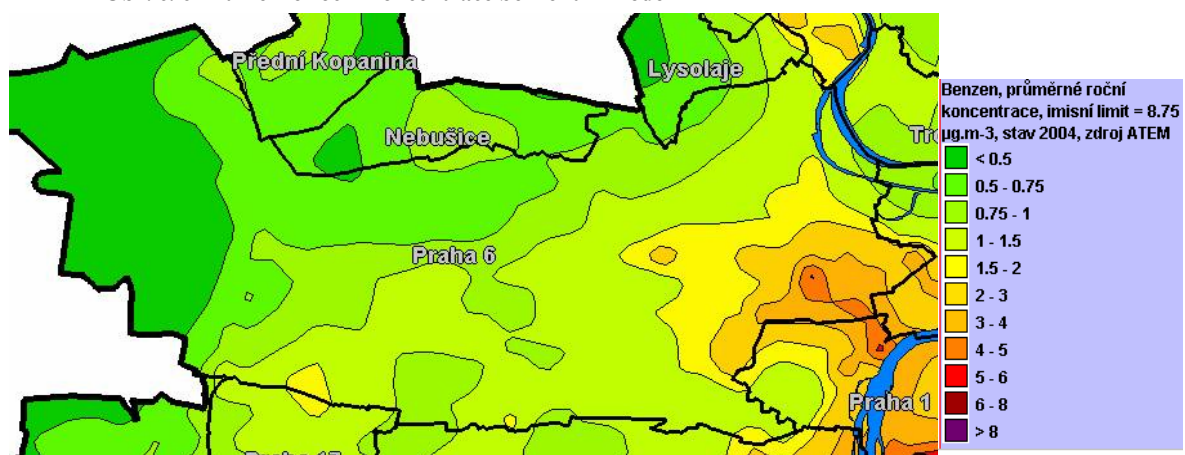 Přední Kopanina
Lysolaje
Nebušice
Praha 6
Praha 1
Benzen, průměrné roční
koncentrace, imisní limit = 8.75
µg.m-3, stav 2004, zdroj ATEM
< 0.5
0.5 - 0.75
0.75 - 1
1 - 1.5
1.5 - 2
2 - 3
3 - 4
4 - 5
5 - 6
6 - 8
> 8